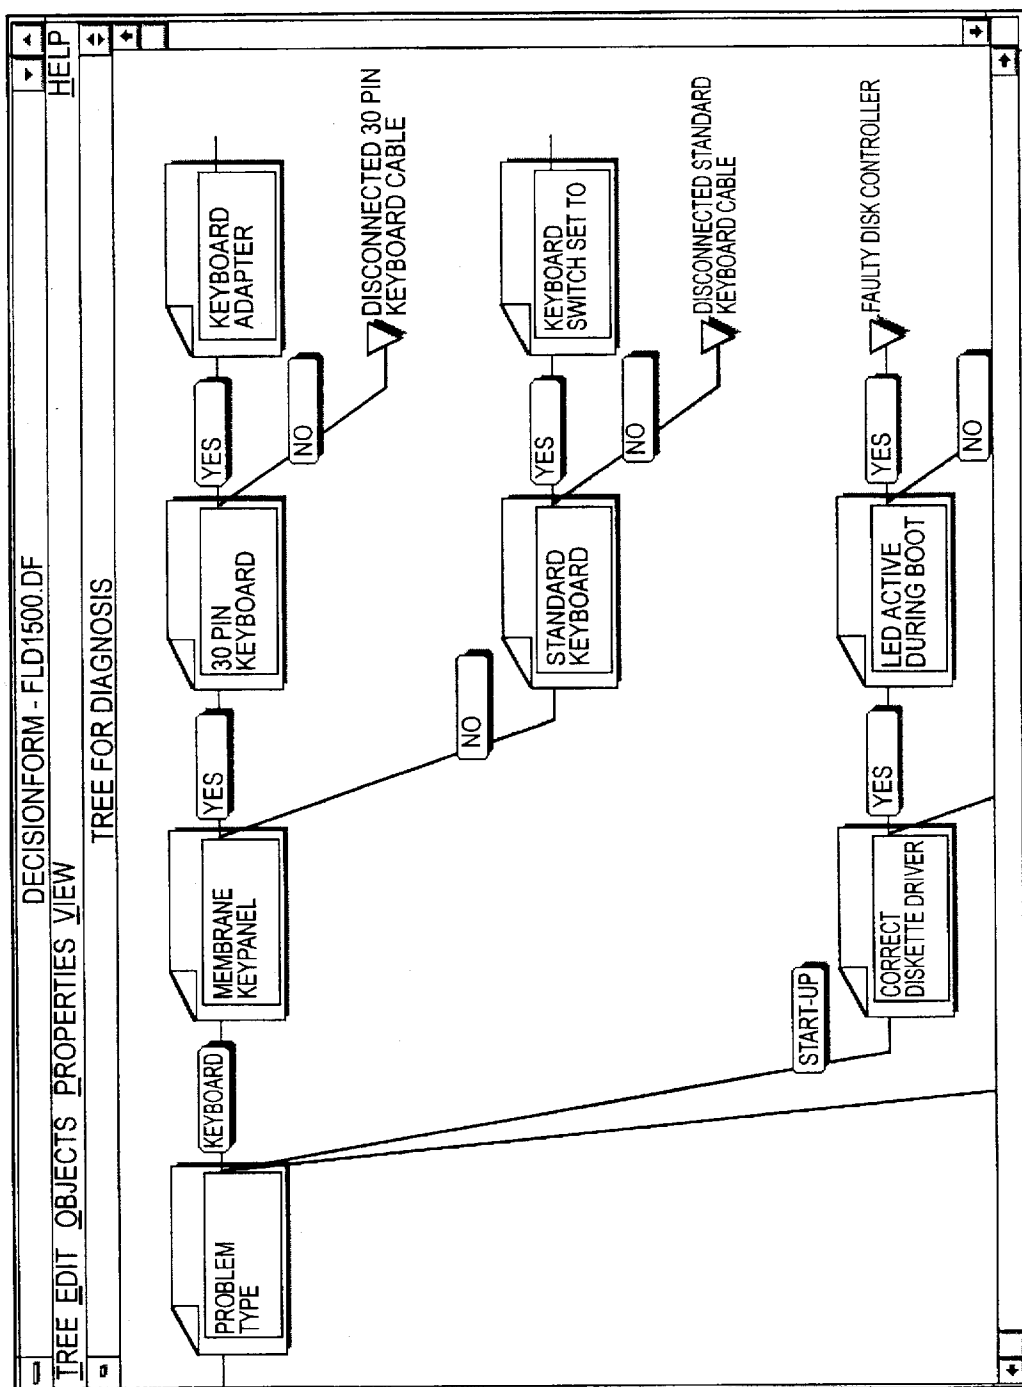 DECISIONFORM - FLD1500.DF
TREE EDIT OBJECTS PROPERTIES VIEW HELP
TREE FOR DIAGNOSIS
PROBLEM
TYPE
KEYBOARD
MEMBRANE
KEYPANEL
YES
30 PIN
KEYBOARD
YES
KEYBOARD
ADAPTER
NO
DISCONNECTED 30 PIN
KEYBOARD CABLE
NO
STANDARD
KEYBOARD
YES
KEYBOARD
SWITCH SET TO
NO
DISCONNECTED STANDARD
KEYBOARD CABLE
START-UP
CORRECT
DISKETTE DRIVER
YES
LED ACTIVE
DURING BOOT
YES
FAULTY DISK CONTROLLER
NO